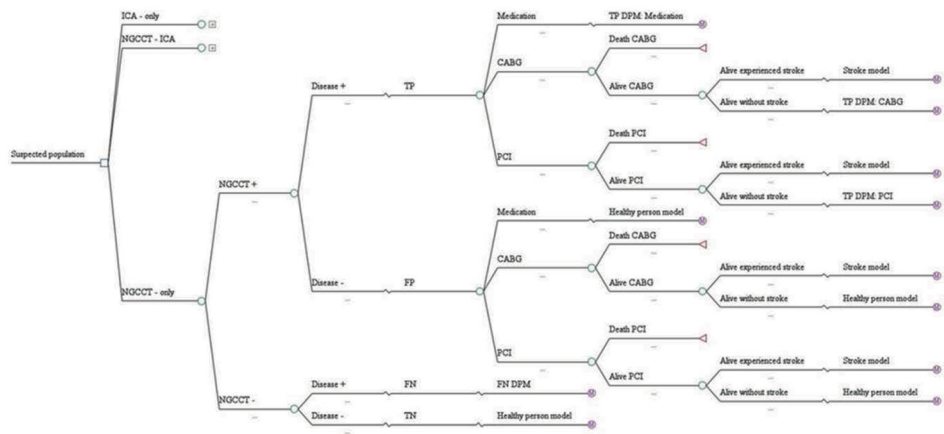 ICA - only
NGCCT - ICA
Suspected population
NGCCT - only
NGCCT +
Disease + TP
Medication TP DPM: Medication
CABG
Death CABG
Alive CABG
Alive experienced stroke Stroke model
Alive without stroke TP DPM: CABG
PCI
Death PCI
Alive PCI
Alive experienced stroke Stroke model
Alive without stroke TP DPM: PCI
Disease - FP
Medication Healthy person model
CABG
Death CABG
Alive CABG
Alive experienced stroke Stroke model
Alive without stroke Healthy person model
PCI
Death PCI
Alive PCI
Alive experienced stroke Stroke model
Alive without stroke Healthy person model
NGCCT -
Disease + FN FN DPM
Disease - TN Healthy person model